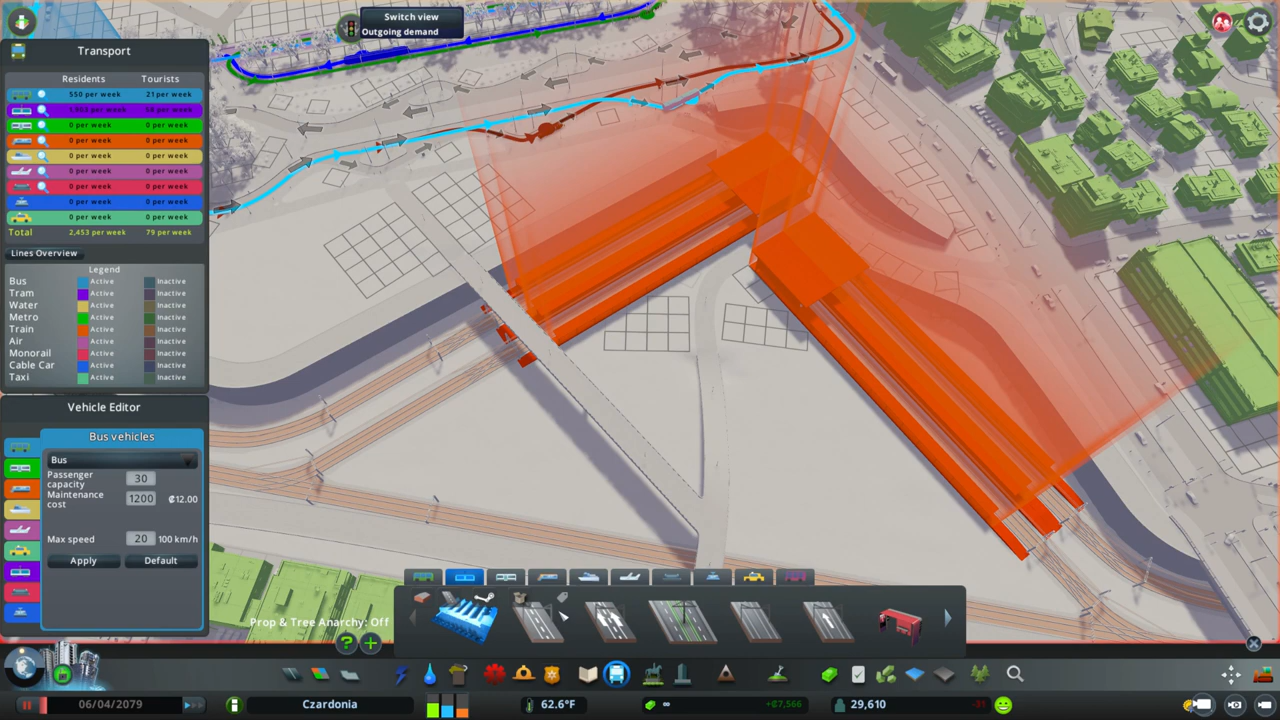 Switch view
Outgoing demand
Transport
Residents Tourists
550 per week 21 per week
1,903 per week 58 per week
0 per week 0 per week
0 per week 0 per week
0 per week 0 per week
0 per week 0 per week
0 per week 0 per week
0 per week 0 per week
0 per week 0 per week
Total 2,453 per week 79 per week
Lines Overview
Legend
Bus Active Inactive
Tram Active Inactive
Water Active Inactive
Metro Active Inactive
Train Active Inactive
Air Active Inactive
Monorail Active Inactive
Cable Car Active Inactive
Taxi Active Inactive
Vehicle Editor
Bus vehicles
Bus
Passenger capacity 30
Maintenance cost 1200 ₡12.00
Max speed 20 100 km/h
Apply Default
Prop & Tree Anarchy: Off
06/04/2079 Czardonia 62.6°F ∞ +₡7,566 29,610 -31